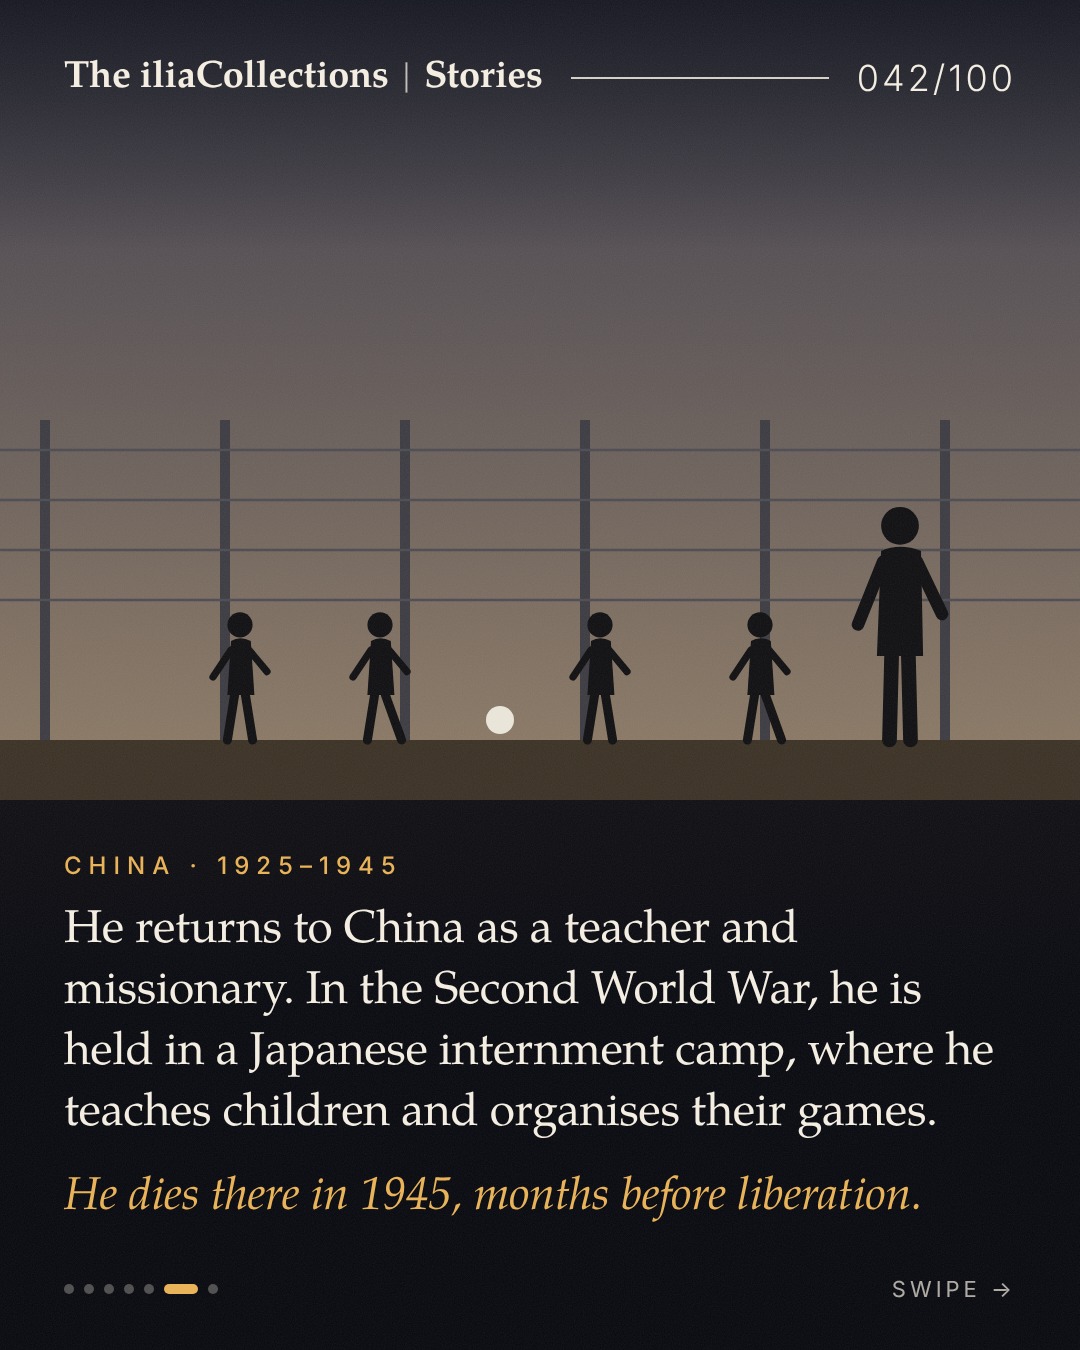 The iliaCollections | Stories
042/100
CHINA · 1925–1945
He returns to China as a teacher and
missionary. In the Second World War, he is
held in a Japanese internment camp, where he
teaches children and organises their games.
He dies there in 1945, months before liberation.
SWIPE →